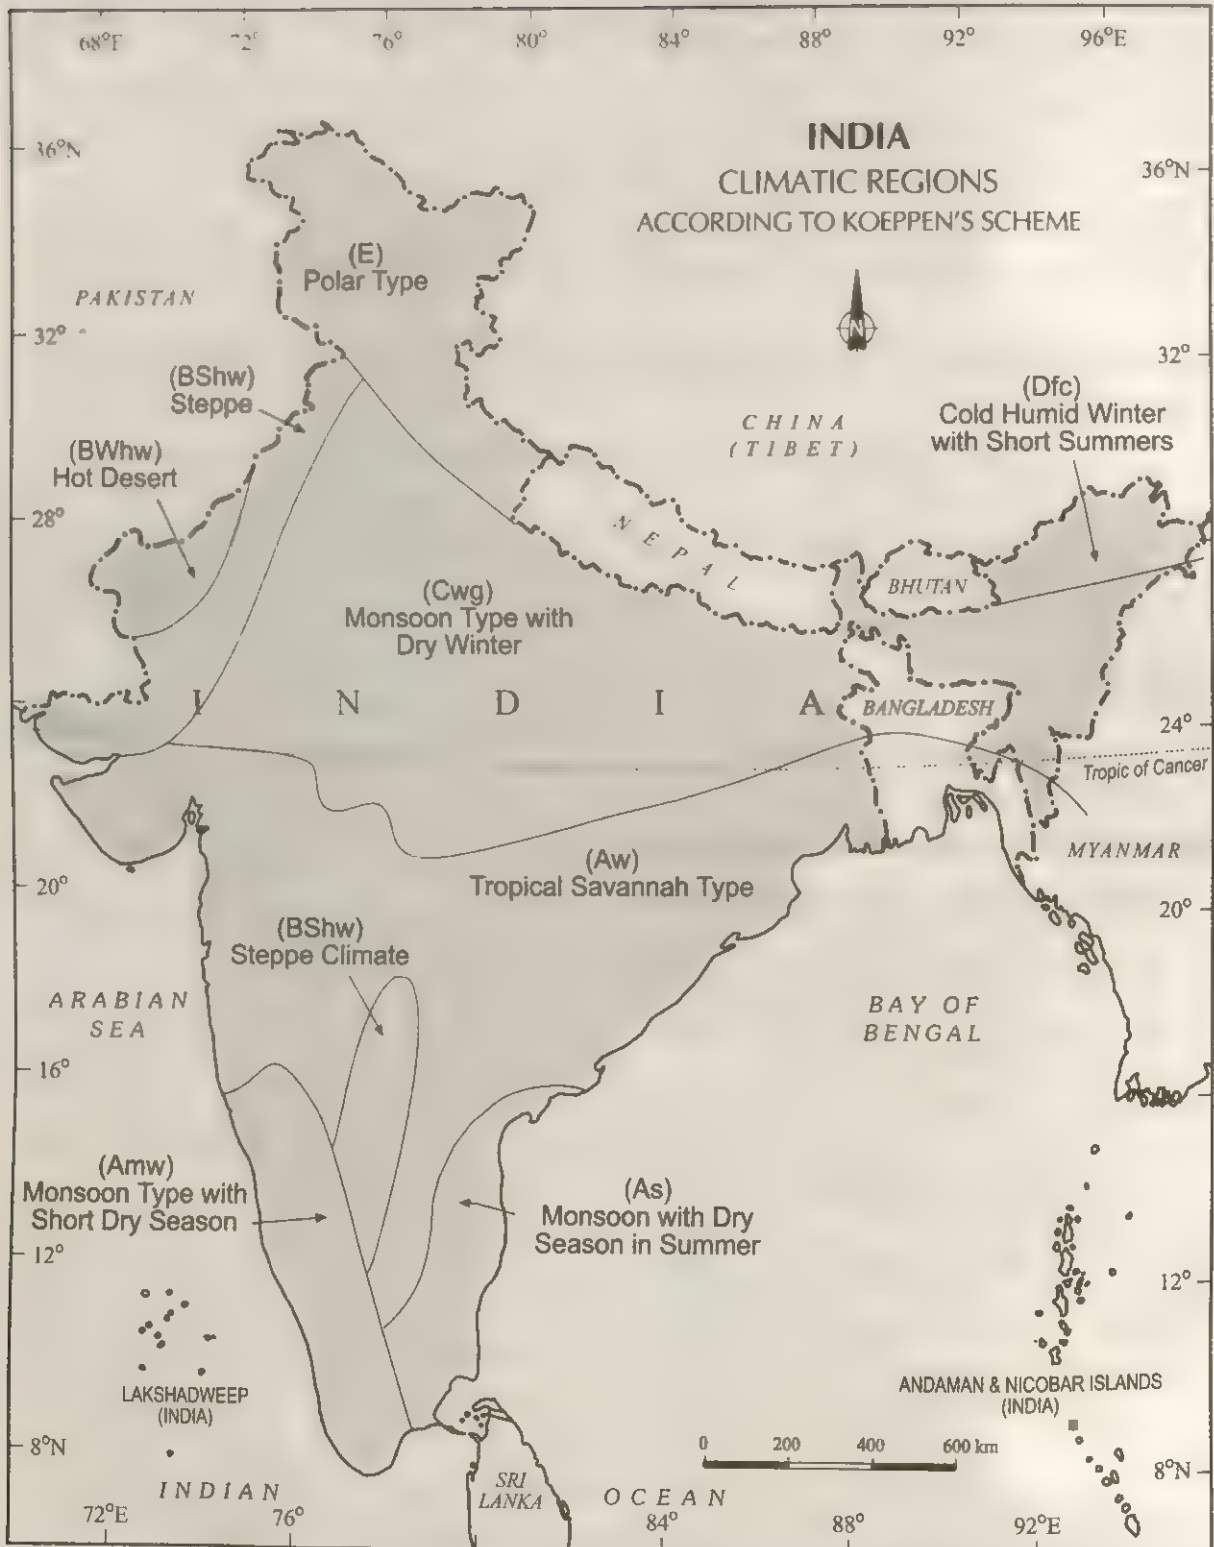 68°E 72° 76° 80° 84° 88° 92° 96°E
INDIA
CLIMATIC REGIONS
ACCORDING TO KOEPPEN'S SCHEME
36°N
36°N
(E)
Polar Type
PAKISTAN
N
32°
32°
(BShw)
Steppe
(Dfc)
Cold Humid Winter
with Short Summers
CHINA
(TIBET)
(BWhw)
Hot Desert
28°
NEPAL
BHUTAN
(Cwg)
Monsoon Type with
Dry Winter
INDIA
BANGLADESH
24°
Tropic of Cancer
MYANMAR
(Aw)
Tropical Savannah Type
20°
20°
(BShw)
Steppe Climate
ARABIAN
SEA
BAY OF
BENGAL
16°
(Amw)
Monsoon Type with
Short Dry Season
(As)
Monsoon with Dry
Season in Summer
12°
12°
LAKSHADWEEP
(INDIA)
ANDAMAN & NICOBAR ISLANDS
(INDIA)
8°N
0 200 400 600 km
8°N
SRI
LANKA
INDIAN OCEAN
72°E 76° 84° 88° 92°E